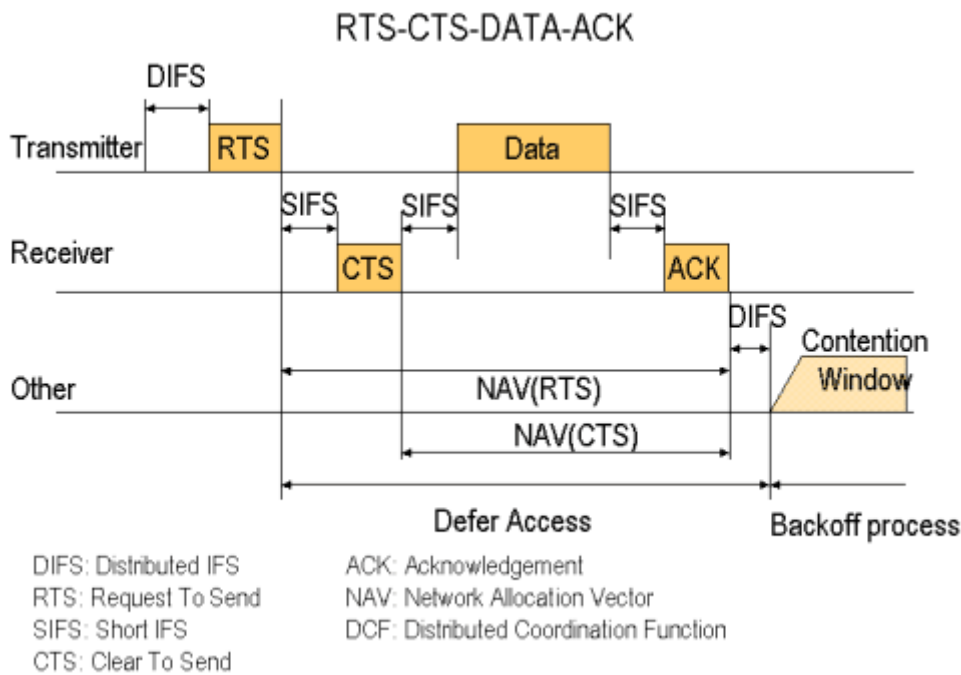 RTS-CTS-DATA-ACK
DIFS
Transmitter
RTS
Data
SIFS
SIFS
SIFS
Receiver
CTS
ACK
DIFS
Contention
Window
Other
NAV(RTS)
NAV(CTS)
Defer Access
Backoff process
DIFS: Distributed IFS
RTS: Request To Send
SIFS: Short IFS
CTS: Clear To Send
ACK: Acknowledgement
NAV: Network Allocation Vector
DCF: Distributed Coordination Function